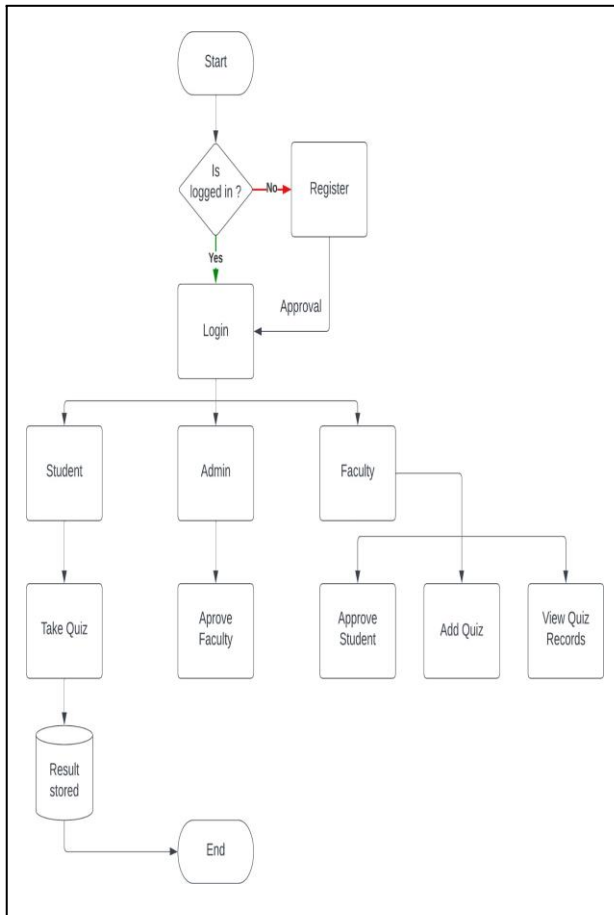 Start
Is
logged in ?
No
Register
Yes
Approval
Login
Student
Admin
Faculty
Take Quiz
Aprove
Faculty
Approve
Student
Add Quiz
View Quiz
Records
Result
stored
End